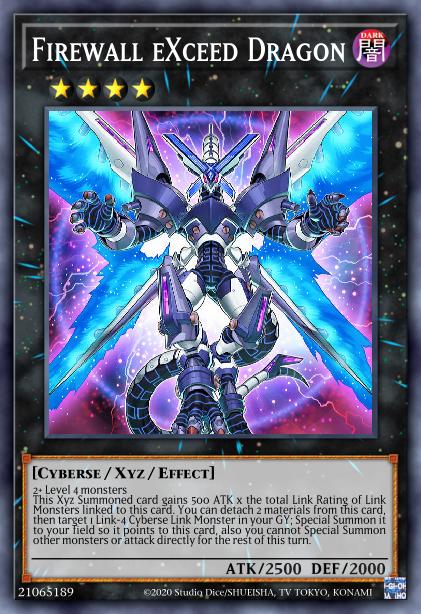 FIREWALL EXCEED DRAGON
DARK
闇
[CYBERSE / XYZ / EFFECT]
2+ Level 4 monsters
This Xyz Summoned card gains 500 ATK x the total Link Rating of Link
Monsters linked to this card. You can detach 2 materials from this card,
then target 1 Link-4 Cyberse Link Monster in your GY; Special Summon it
to your field so it points to this card, also you cannot Special Summon
other monsters or attack directly for the rest of this turn.
ATK/2500 DEF/2000
21065189
©2020 Studio Dice/SHUEISHA, TV TOKYO, KONAMI